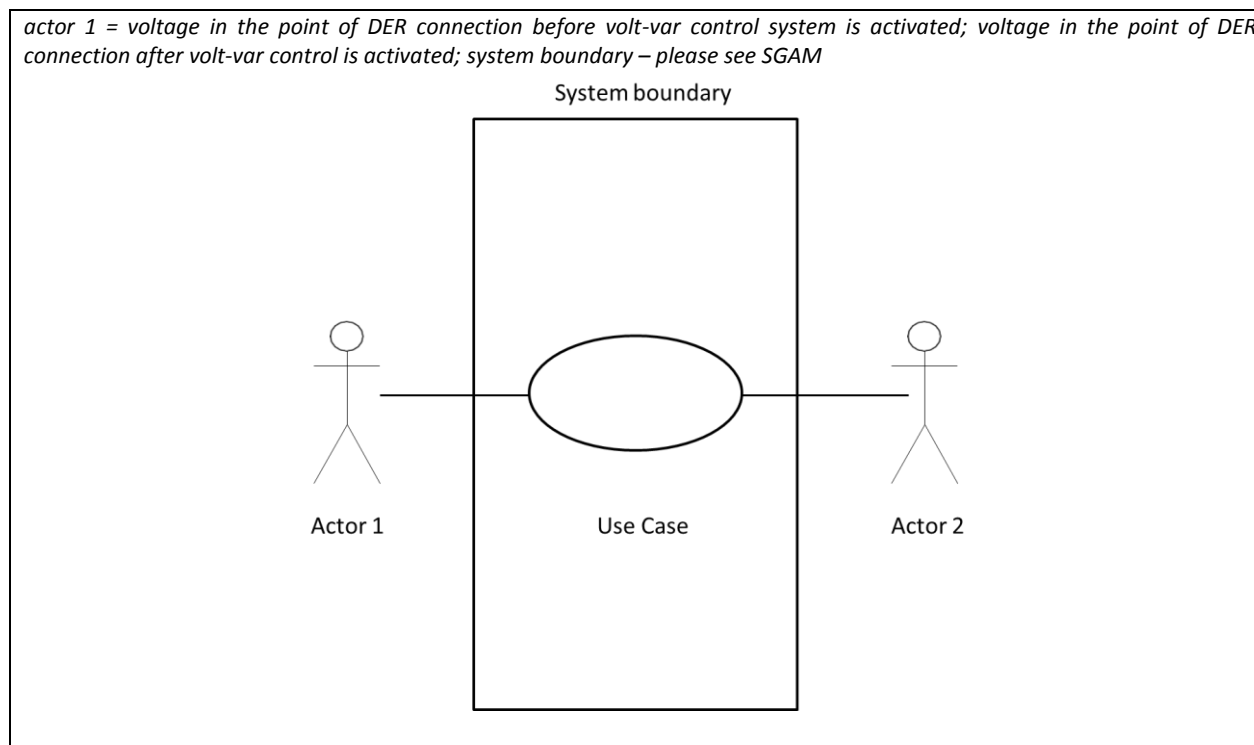 actor 1 = voltage in the point of DER connection before volt-var control system is activated; voltage in the point of DER
connection after volt-var control is activated; system boundary – please see SGAM
System boundary
Actor 1
Use Case
Actor 2